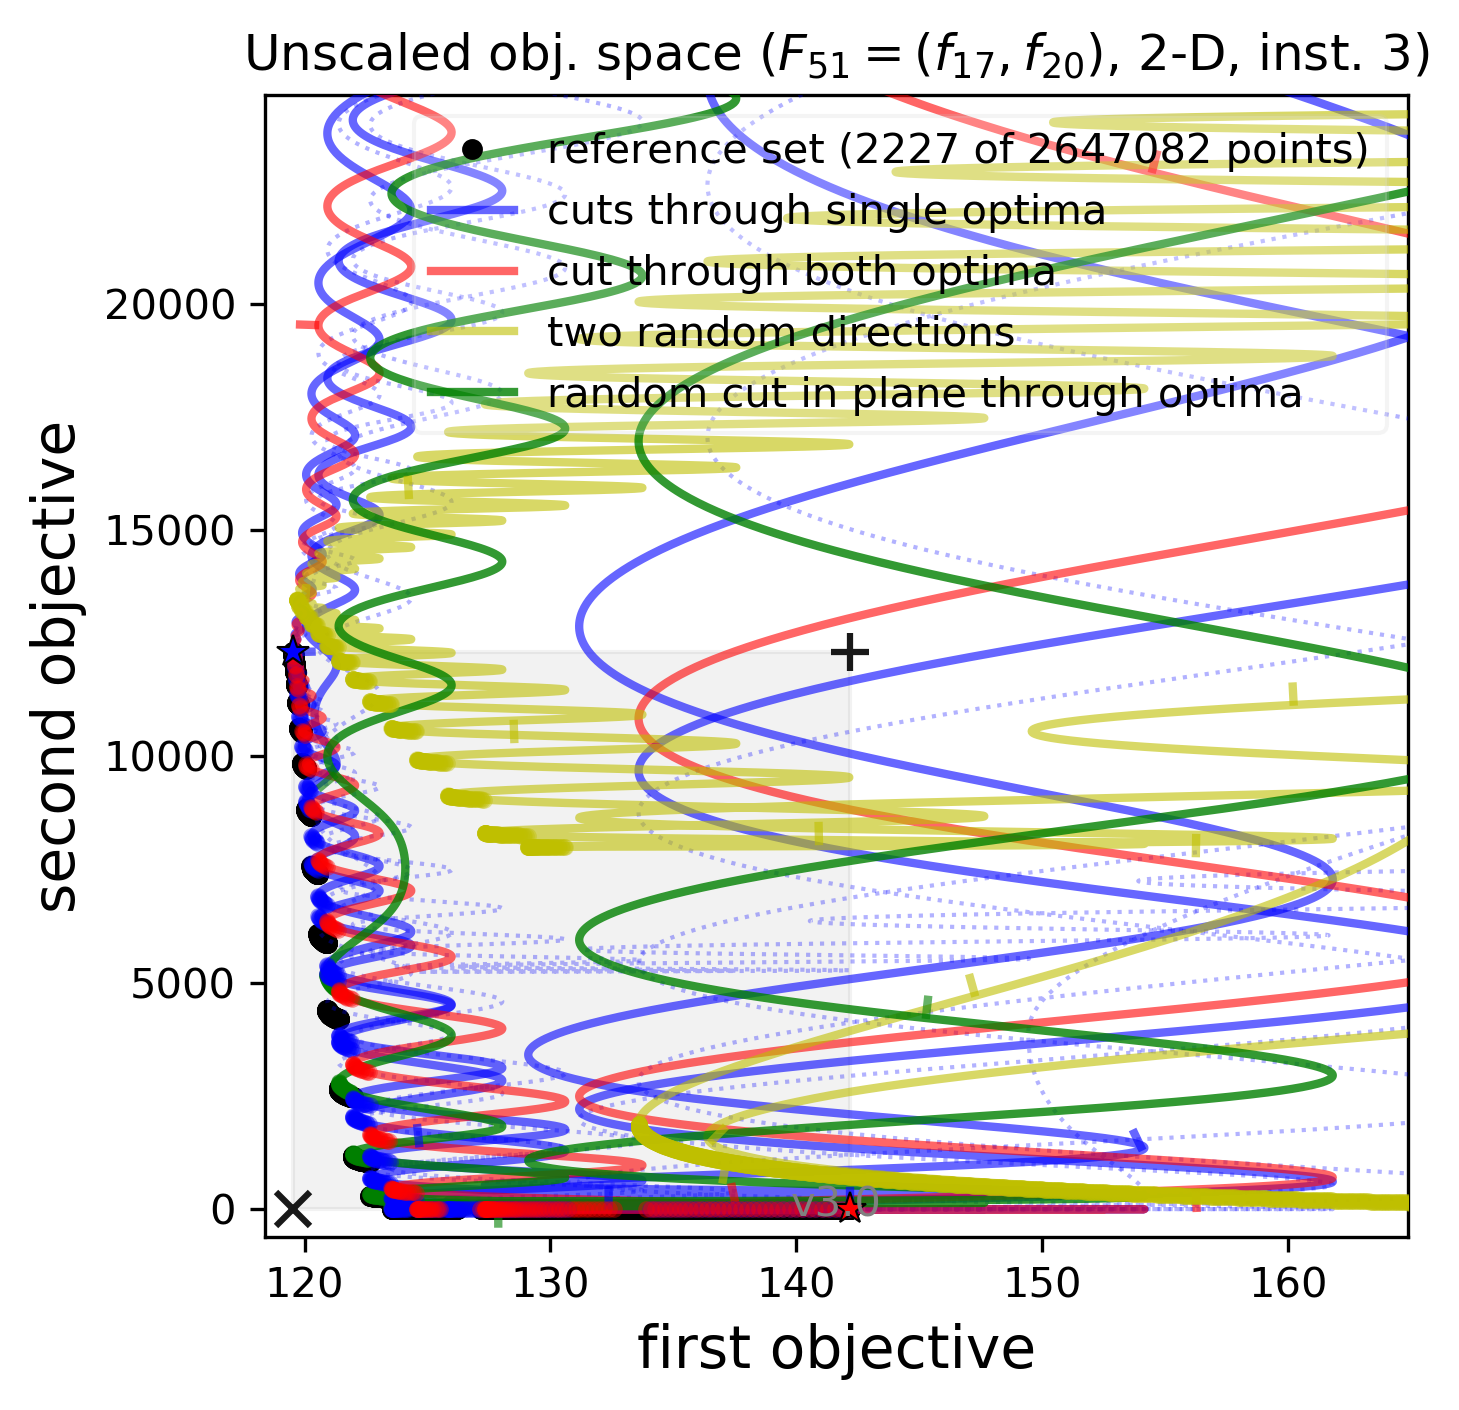 Unscaled obj. space (F₅₁ = (f₁₇, f₂₀), 2-D, inst. 3)
reference set (2227 of 2647082 points)
cuts through single optima
cut through both optima
two random directions
random cut in plane through optima
second objective
20000
15000
10000
5000
0
v3.0
120 130 140 150 160
first objective